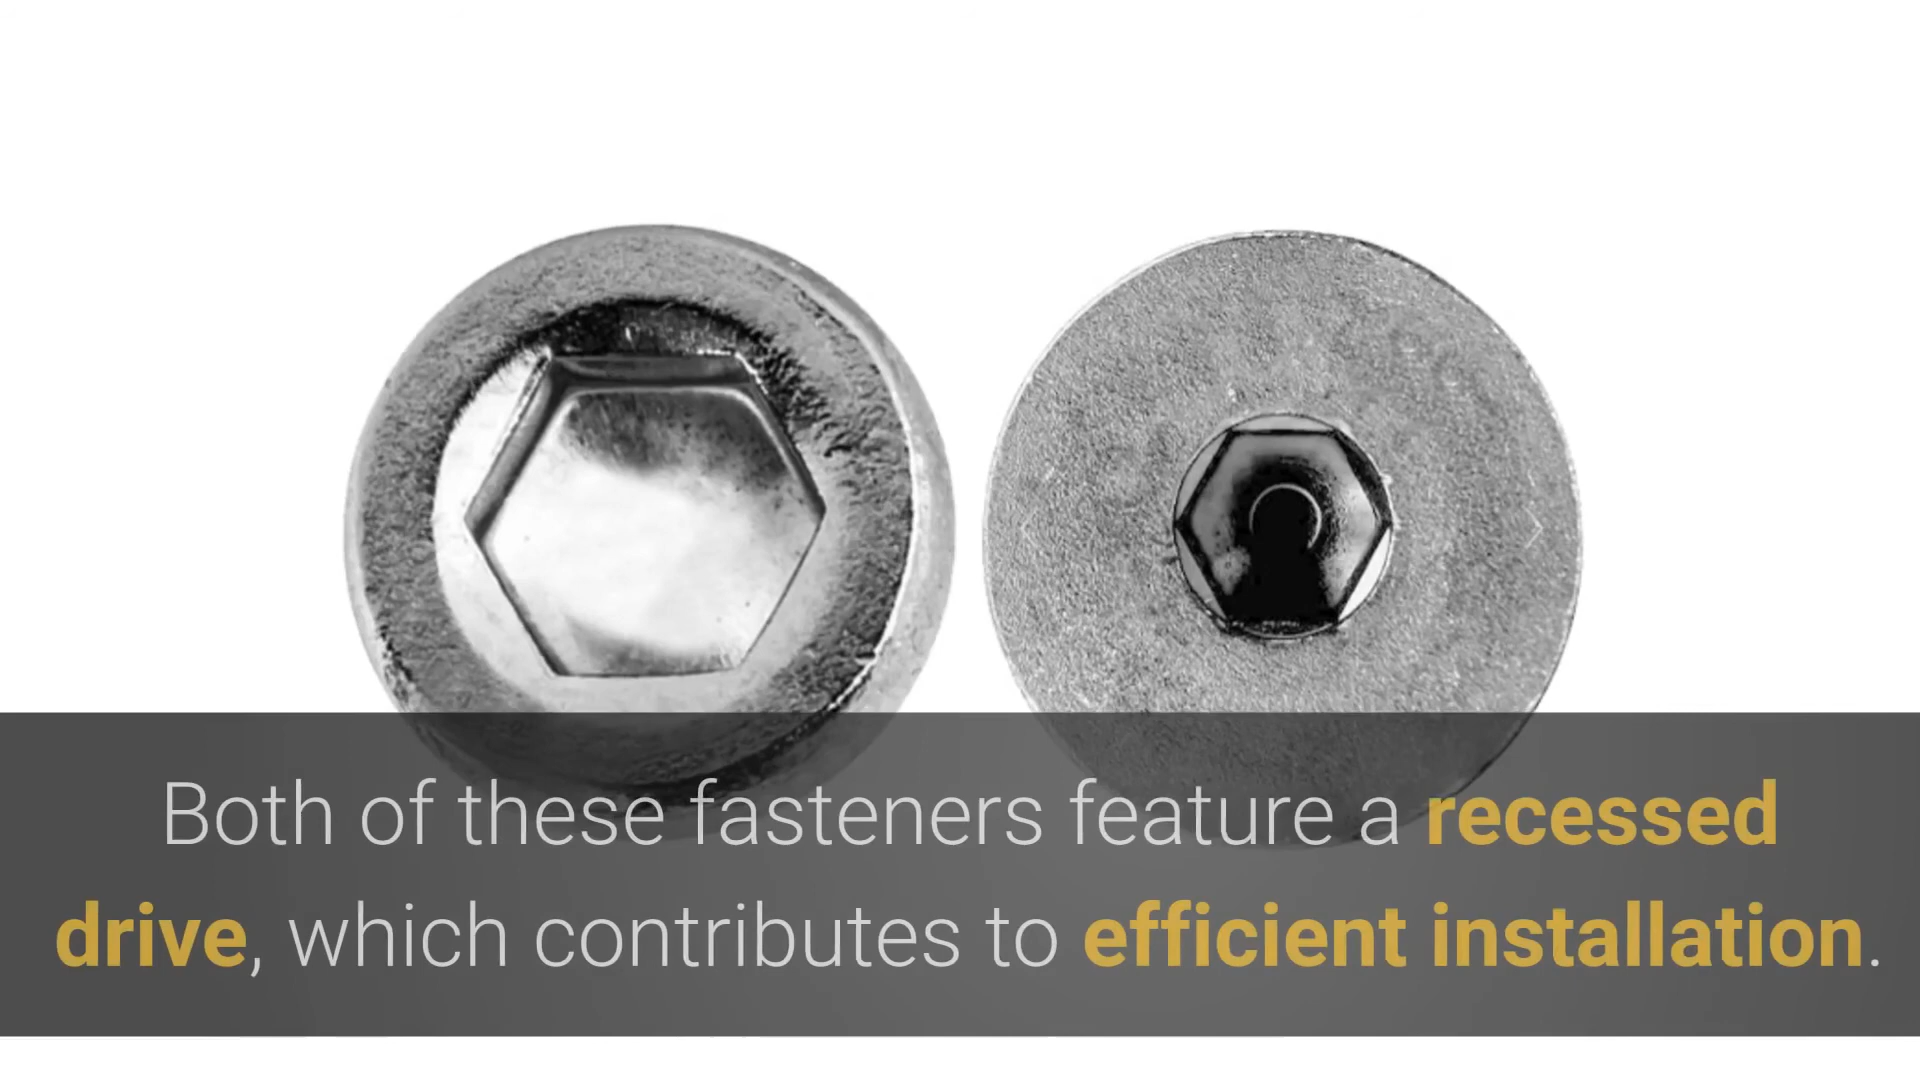 Both of these fasteners feature a recessed
drive, which contributes to efficient installation.